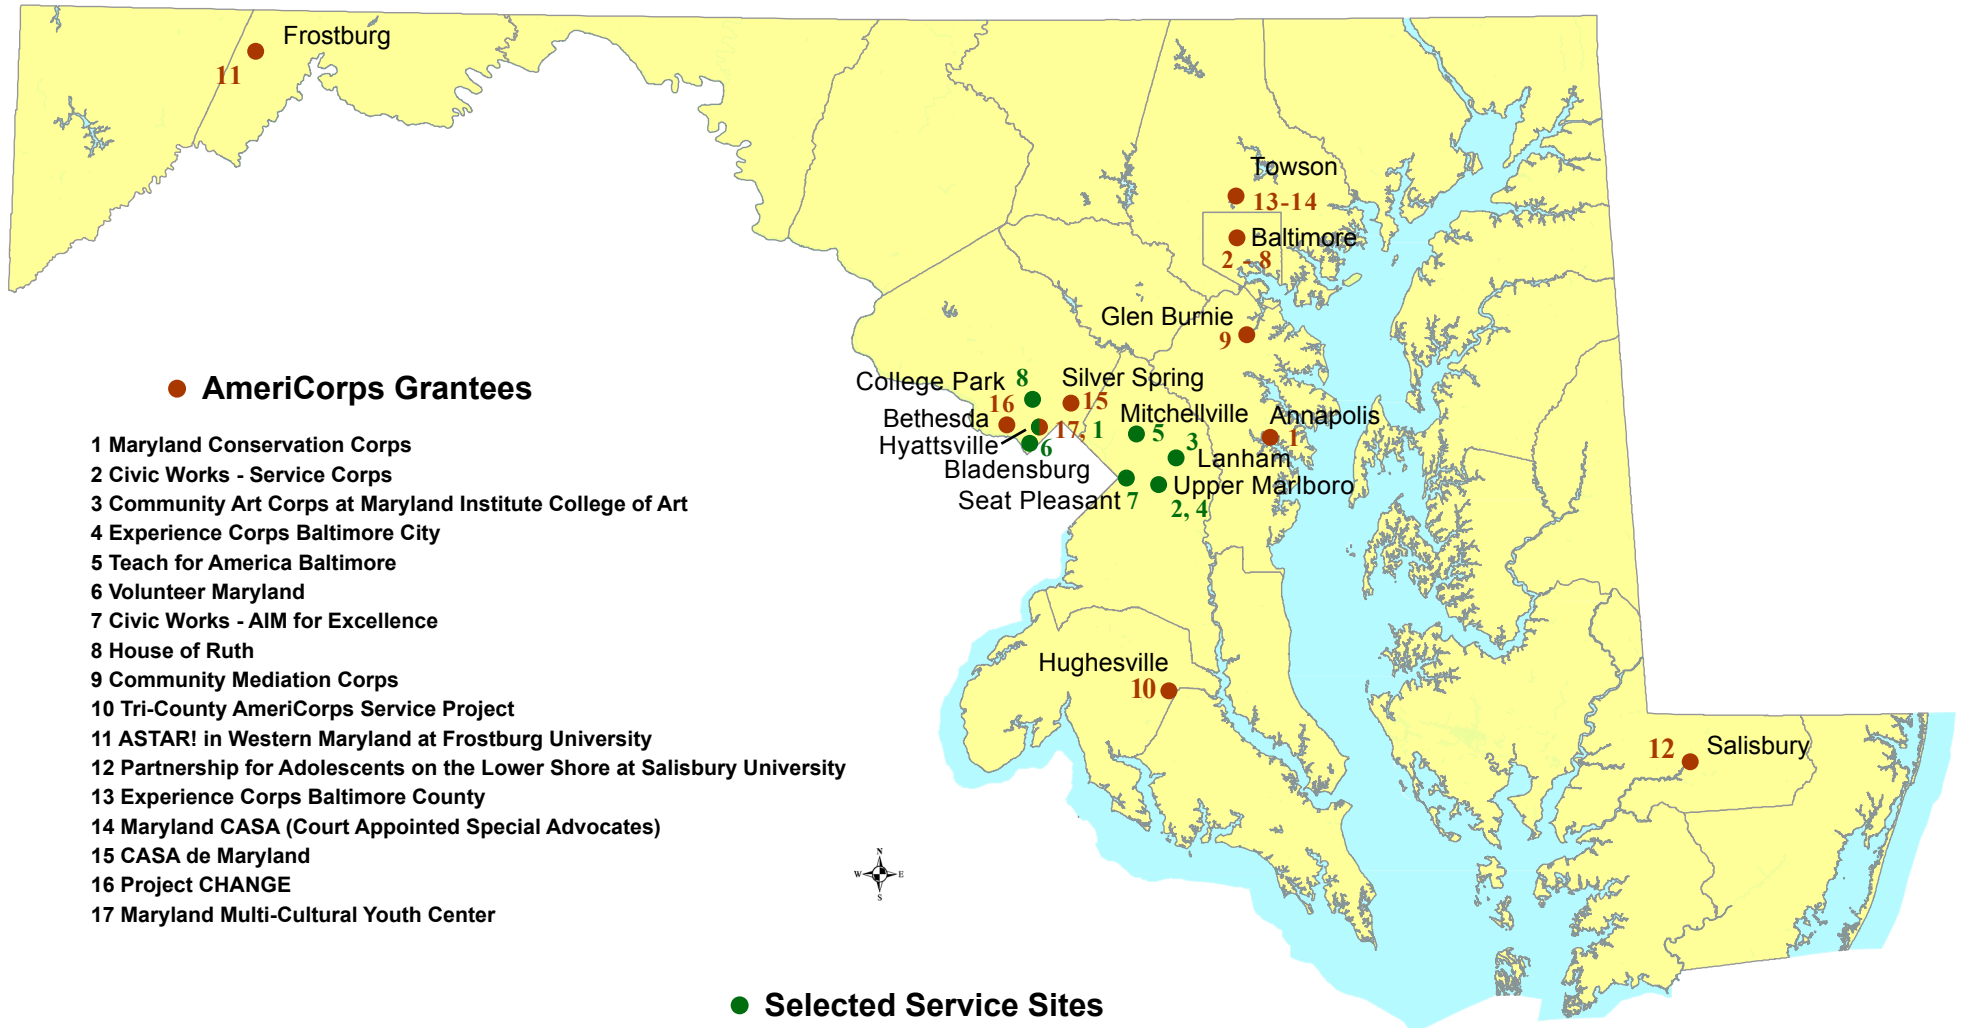 Frostburg
11
Towson
13-14
Baltimore
2 - 8
Glen Burnie
9
College Park 8
Silver Spring
16
15
Bethesda
Mitchellville
Annapolis
17, 1
5
1
Hyattsville
6
3
Bladensburg
Lanham
Seat Pleasant 7
Upper Marlboro
2, 4
AmeriCorps Grantees
1 Maryland Conservation Corps
2 Civic Works - Service Corps
3 Community Art Corps at Maryland Institute College of Art
4 Experience Corps Baltimore City
5 Teach for America Baltimore
6 Volunteer Maryland
7 Civic Works - AIM for Excellence
8 House of Ruth
9 Community Mediation Corps
10 Tri-County AmeriCorps Service Project
11 ASTAR! in Western Maryland at Frostburg University
12 Partnership for Adolescents on the Lower Shore at Salisbury University
13 Experience Corps Baltimore County
14 Maryland CASA (Court Appointed Special Advocates)
15 CASA de Maryland
16 Project CHANGE
17 Maryland Multi-Cultural Youth Center
Hughesville
10
12 Salisbury
N
W E
S
Selected Service Sites